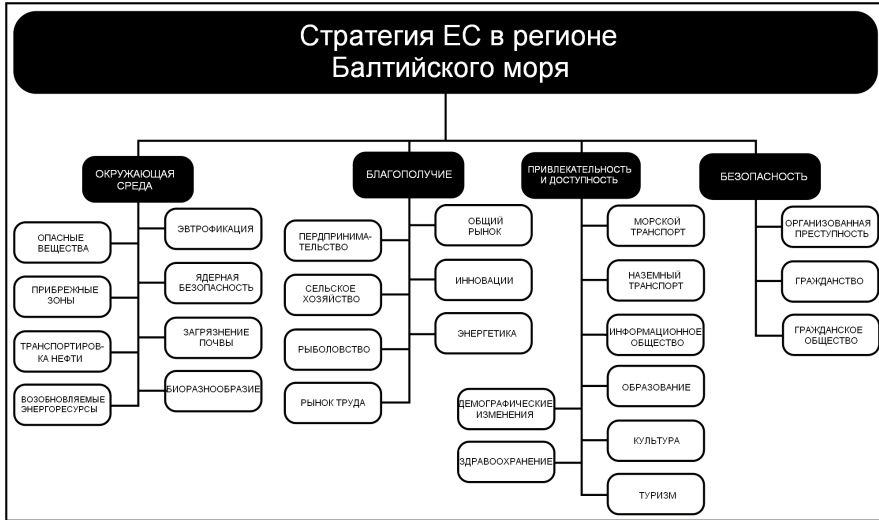 Стратегия ЕС в регионе
Балтийского моря
ОКРУЖАЮЩАЯ
СРЕДА
ЭВТРОФИКАЦИЯ
ОПАСНЫЕ
ВЕЩЕСТВА
ЯДЕРНАЯ
БЕЗОПАСНОСТЬ
ПРИБРЕЖНЫЕ
ЗОНЫ
ЗАГРЯЗНЕНИЕ
ПОЧВЫ
ТРАНСПОРТИРОВ-
КА НЕФТИ
БИОРАЗНООБРАЗИЕ
ВОЗОБНОВЛЯЕМЫЕ
ЭНЕРГОРЕСУРСЫ
БЛАГОПОЛУЧИЕ
ОБЩИЙ
РЫНОК
ПЕРДПРИНИМА-
ТЕЛЬСТВО
ИННОВАЦИИ
СЕЛЬСКОЕ
ХОЗЯЙСТВО
ЭНЕРГЕТИКА
РЫБОЛОВСТВО
РЫНОК ТРУДА
ПРИВЛЕКАТЕЛЬНОСТЬ
И ДОСТУПНОСТЬ
МОРСКОЙ
ТРАНСПОРТ
НАЗЕМНЫЙ
ТРАНСПОРТ
ИНФОРМАЦИОННОЕ
ОБЩЕСТВО
ОБРАЗОВАНИЕ
ДЕМОГРАФИЧЕСКИЕ
ИЗМЕНЕНИЯ
КУЛЬТУРА
ЗДРАВООХРАНЕНИЕ
ТУРИЗМ
БЕЗОПАСНОСТЬ
ОРГАНИЗОВАННАЯ
ПРЕСТУПНОСТЬ
ГРАЖДАНСТВО
ГРАЖДАНСКОЕ
ОБЩЕСТВО